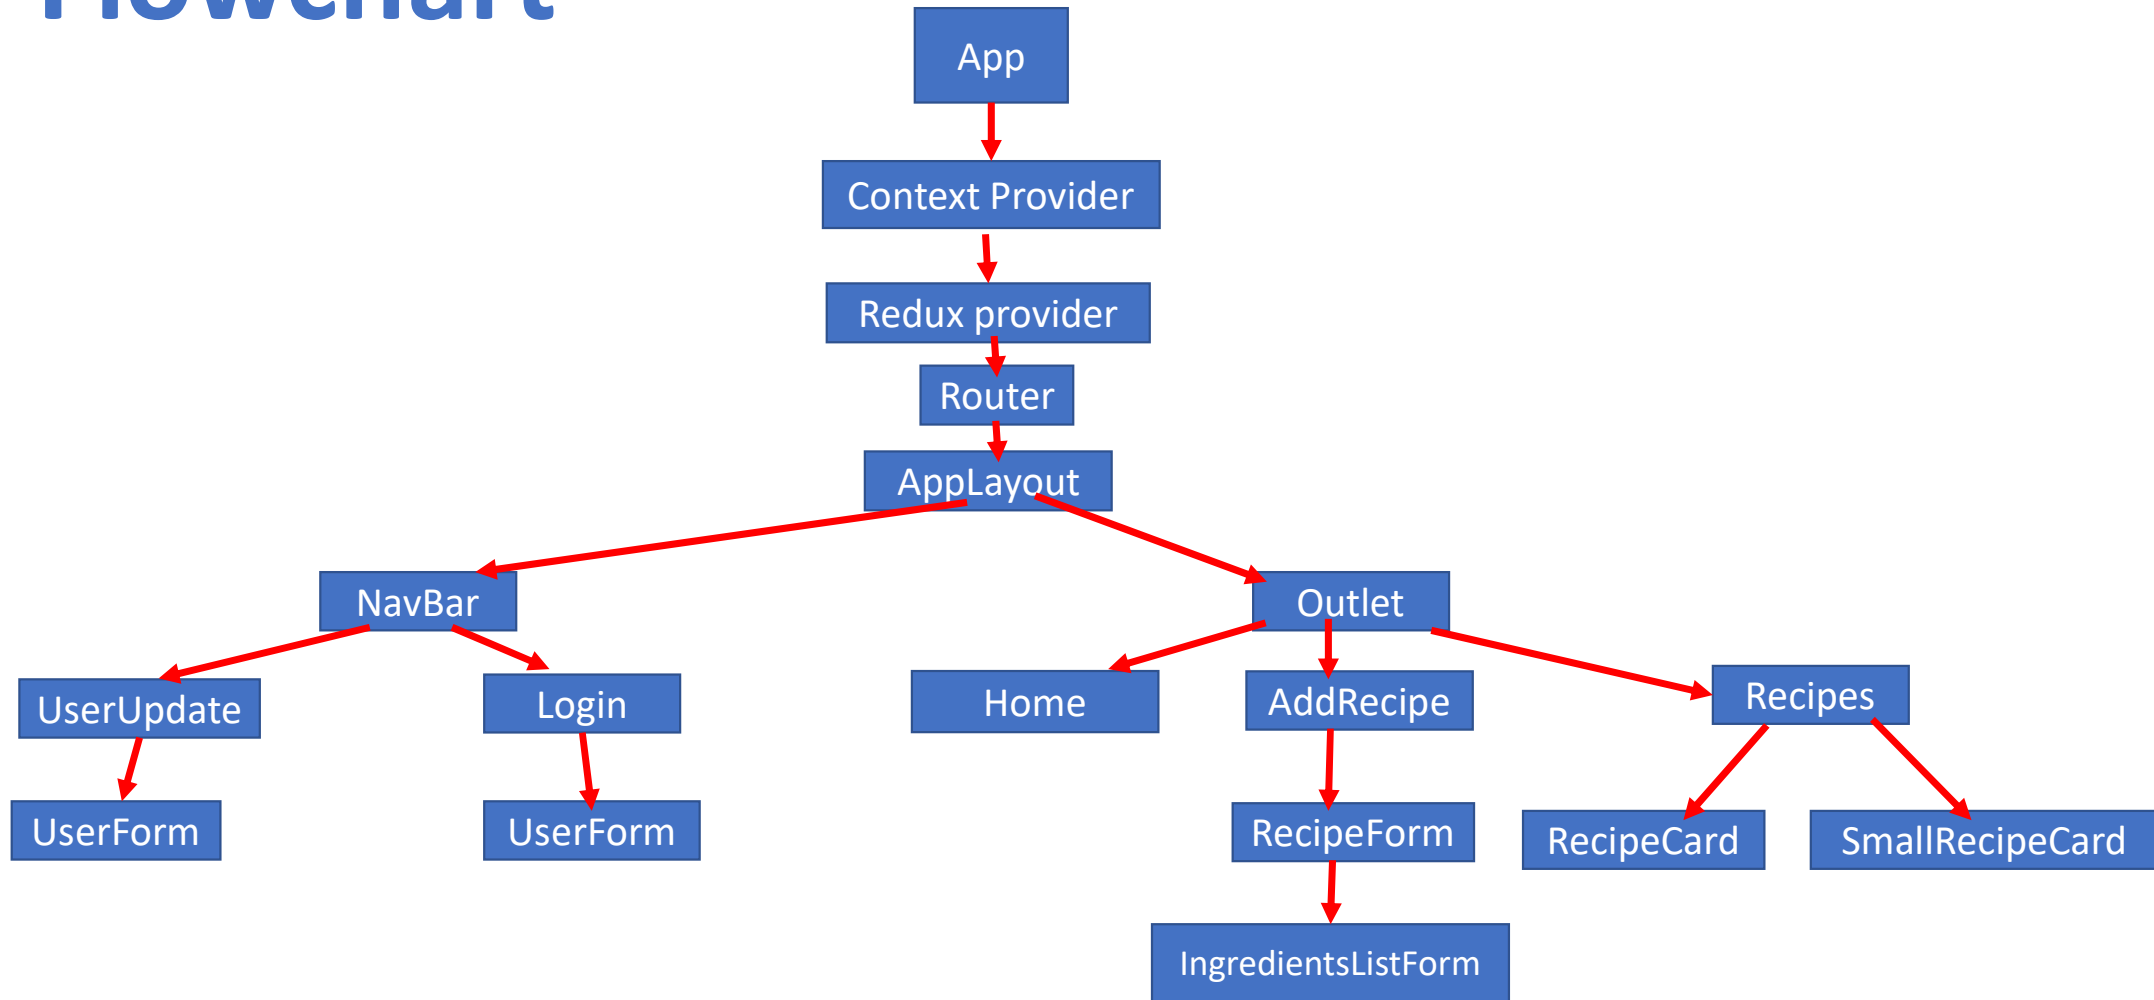 Flowchart
App
Context Provider
Redux provider
Router
AppLayout
NavBar
Outlet
UserUpdate
Login
Home
AddRecipe
Recipes
UserForm
UserForm
RecipeForm
RecipeCard
SmallRecipeCard
IngredientsListForm